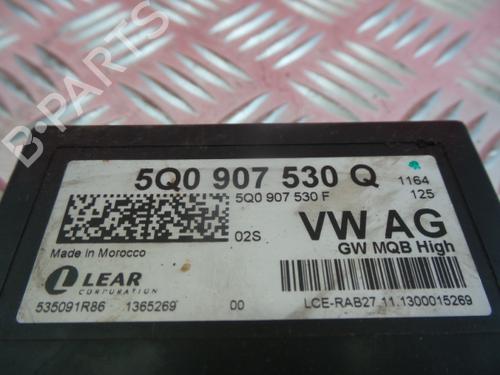 B-PARTS
5Q0 907 530 Q 1164
5Q0 907 530 F 125
02S VW AG
GW MQB High
Made in Morocco
LEAR
CORPORATION
535091R86 1365269 00 LCE-RAB27.11.1300015269